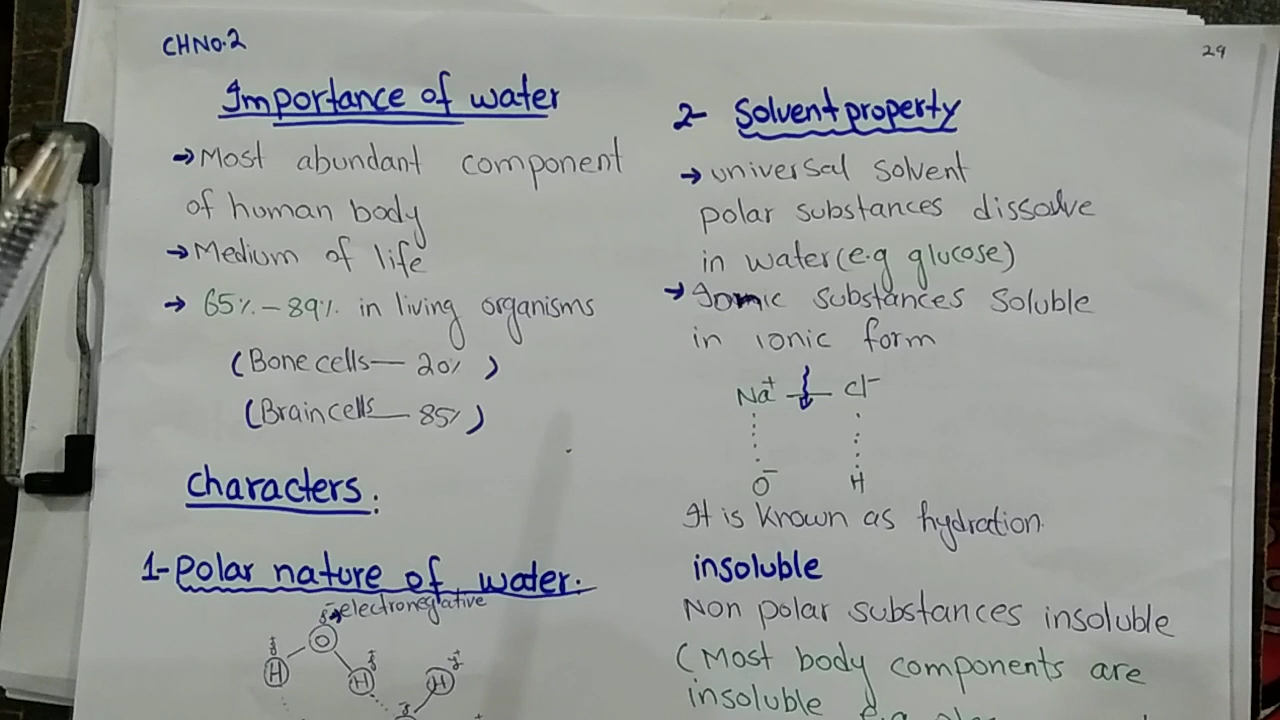 CHNO.2
29
Importance of water
→ Most abundant component
of human body
→ Medium of life
→ 65% – 89% in living organisms
(Bone cells — 20%)
(Brain cells — 85%)
Characters:
1- Polar nature of water:
δ⁻ → electronegative
O
H
H
H
2- Solvent property
→ universal solvent
polar substances dissolve
in water (e.g glucose)
→ Ionic substances soluble
in ionic form
Na⁺ Cl⁻
O⁻ H
It is known as hydration
insoluble
Non polar substances insoluble
(Most body components are
insoluble e.g